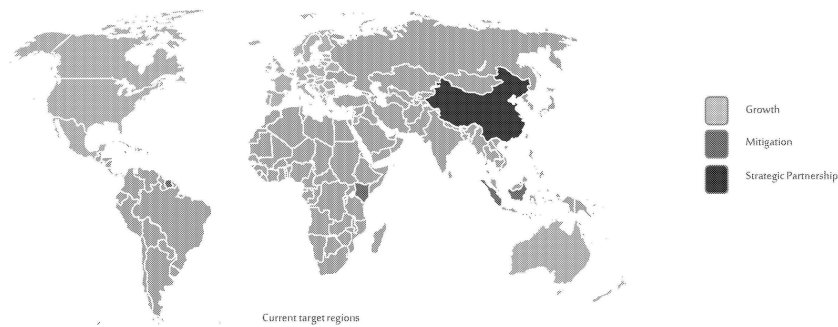 Growth
Mitigation
Strategic Partnership
Current target regions